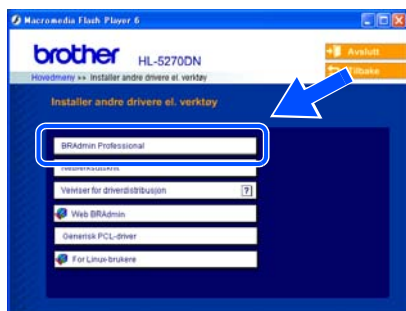 Macromedia Flash Player 6
brother HL-5270DN
Avslutt
Tilbake
Hovedmeny >> Installer andre drivere el. verktøy
Installer andre drivere el. verktøy
BRAdmin Professional
Nettverksutskrift
Veiviser for driverdistribusjon ?
Web BRAdmin
Generisk PCL-driver
For Linux-brukere